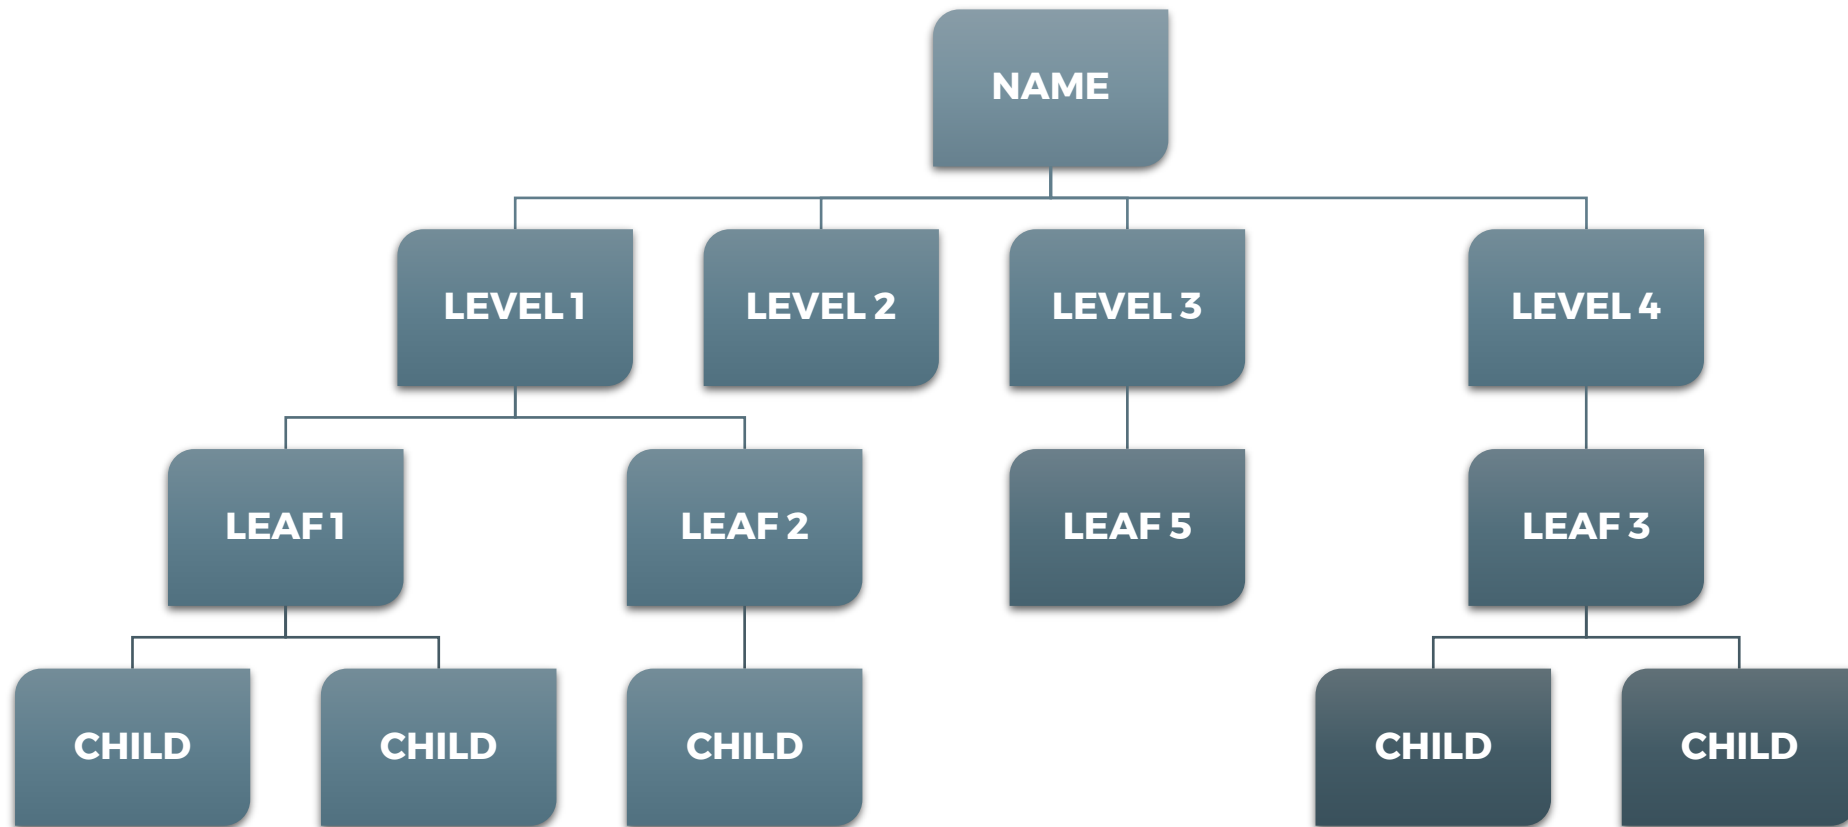 NAME
LEVEL 1
LEVEL 2
LEVEL 3
LEVEL 4
LEAF 1
LEAF 2
LEAF 5
LEAF 3
CHILD
CHILD
CHILD
CHILD
CHILD